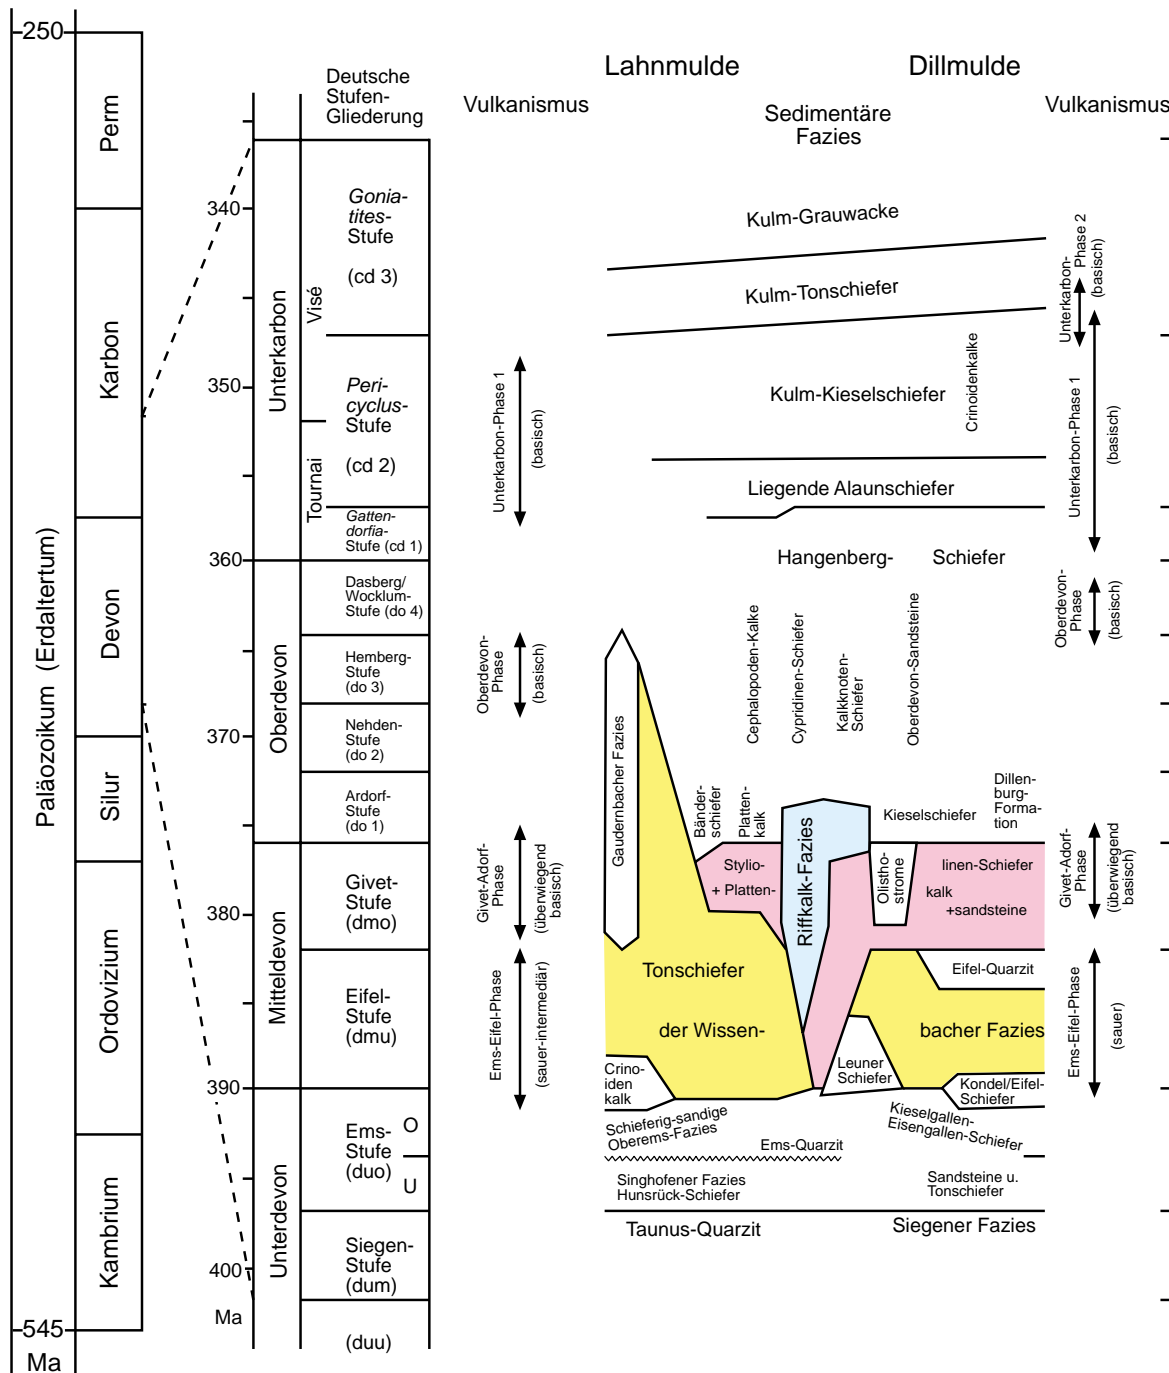 250
Perm
Karbon
Devon
Silur
Ordovizium
Kambrium
Paläozoikum (Erdaltertum)
545
Ma
Deutsche
Stufen-
Gliederung
340
350
360
370
380
390
400
Ma
Unterkarbon
Oberdevon
Mitteldevon
Unterdevon
Visé
Tournai
Gonia-
tites-
Stufe
(cd 3)
Peri-
cyclus-
Stufe
(cd 2)
Gatten-
dorfia-
Stufe (cd 1)
Dasberg/
Wocklum-
Stufe (do 4)
Hemberg-
Stufe
(do 3)
Nehden-
Stufe
(do 2)
Ardorf-
Stufe
(do 1)
Givet-
Stufe
(dmo)
Eifel-
Stufe
(dmu)
Ems-
Stufe
(duo)
O
U
Siegen-
Stufe
(dum)
(duu)
Vulkanismus
Unterkarbon-Phase 1
(basisch)
Oberdevon-
Phase
(basisch)
Givet-Adorf-
Phase
(überwiegend
basisch)
Ems-Eifel-Phase
(sauer-intermediär)
Lahnmulde
Dillmulde
Sedimentäre
Fazies
Kulm-Grauwacke
Kulm-Tonschiefer
Kulm-Kieselschiefer
Crinoidenkalke
Liegende Alaunschiefer
Hangenberg-
Schiefer
Gaudernbacher Fazies
Cephalopoden-Kalke
Cypridinen-Schiefer
Kalkknoten-
Schiefer
Oberdevon-Sandsteine
Bänder-
schiefer
Platten-
kalk
Riffkalk-Fazies
Kieselschiefer
Dillen-
burg-
Forma-
tion
Stylio-
+ Platten-
Olistho-
strome
linen-Schiefer
kalk
+sandsteine
Tonschiefer
der Wissen-
bacher Fazies
Eifel-Quarzit
Crino-
iden
kalk
Leuner
Schiefer
Kondel/Eifel-
Schiefer
Schieferig-sandige
Oberems-Fazies
Kieselgallen-
Eisengallen-Schiefer
Ems-Quarzit
Singhofener Fazies
Hunsrück-Schiefer
Sandsteine u.
Tonschiefer
Taunus-Quarzit
Siegener Fazies
Vulkanismus
Unterkarbon-
Phase 2
(basisch)
Unterkarbon-Phase 1
(basisch)
Oberdevon-
Phase
(basisch)
Givet-Adorf-
Phase
(überwiegend
basisch)
Ems-Eifel-Phase
(sauer)